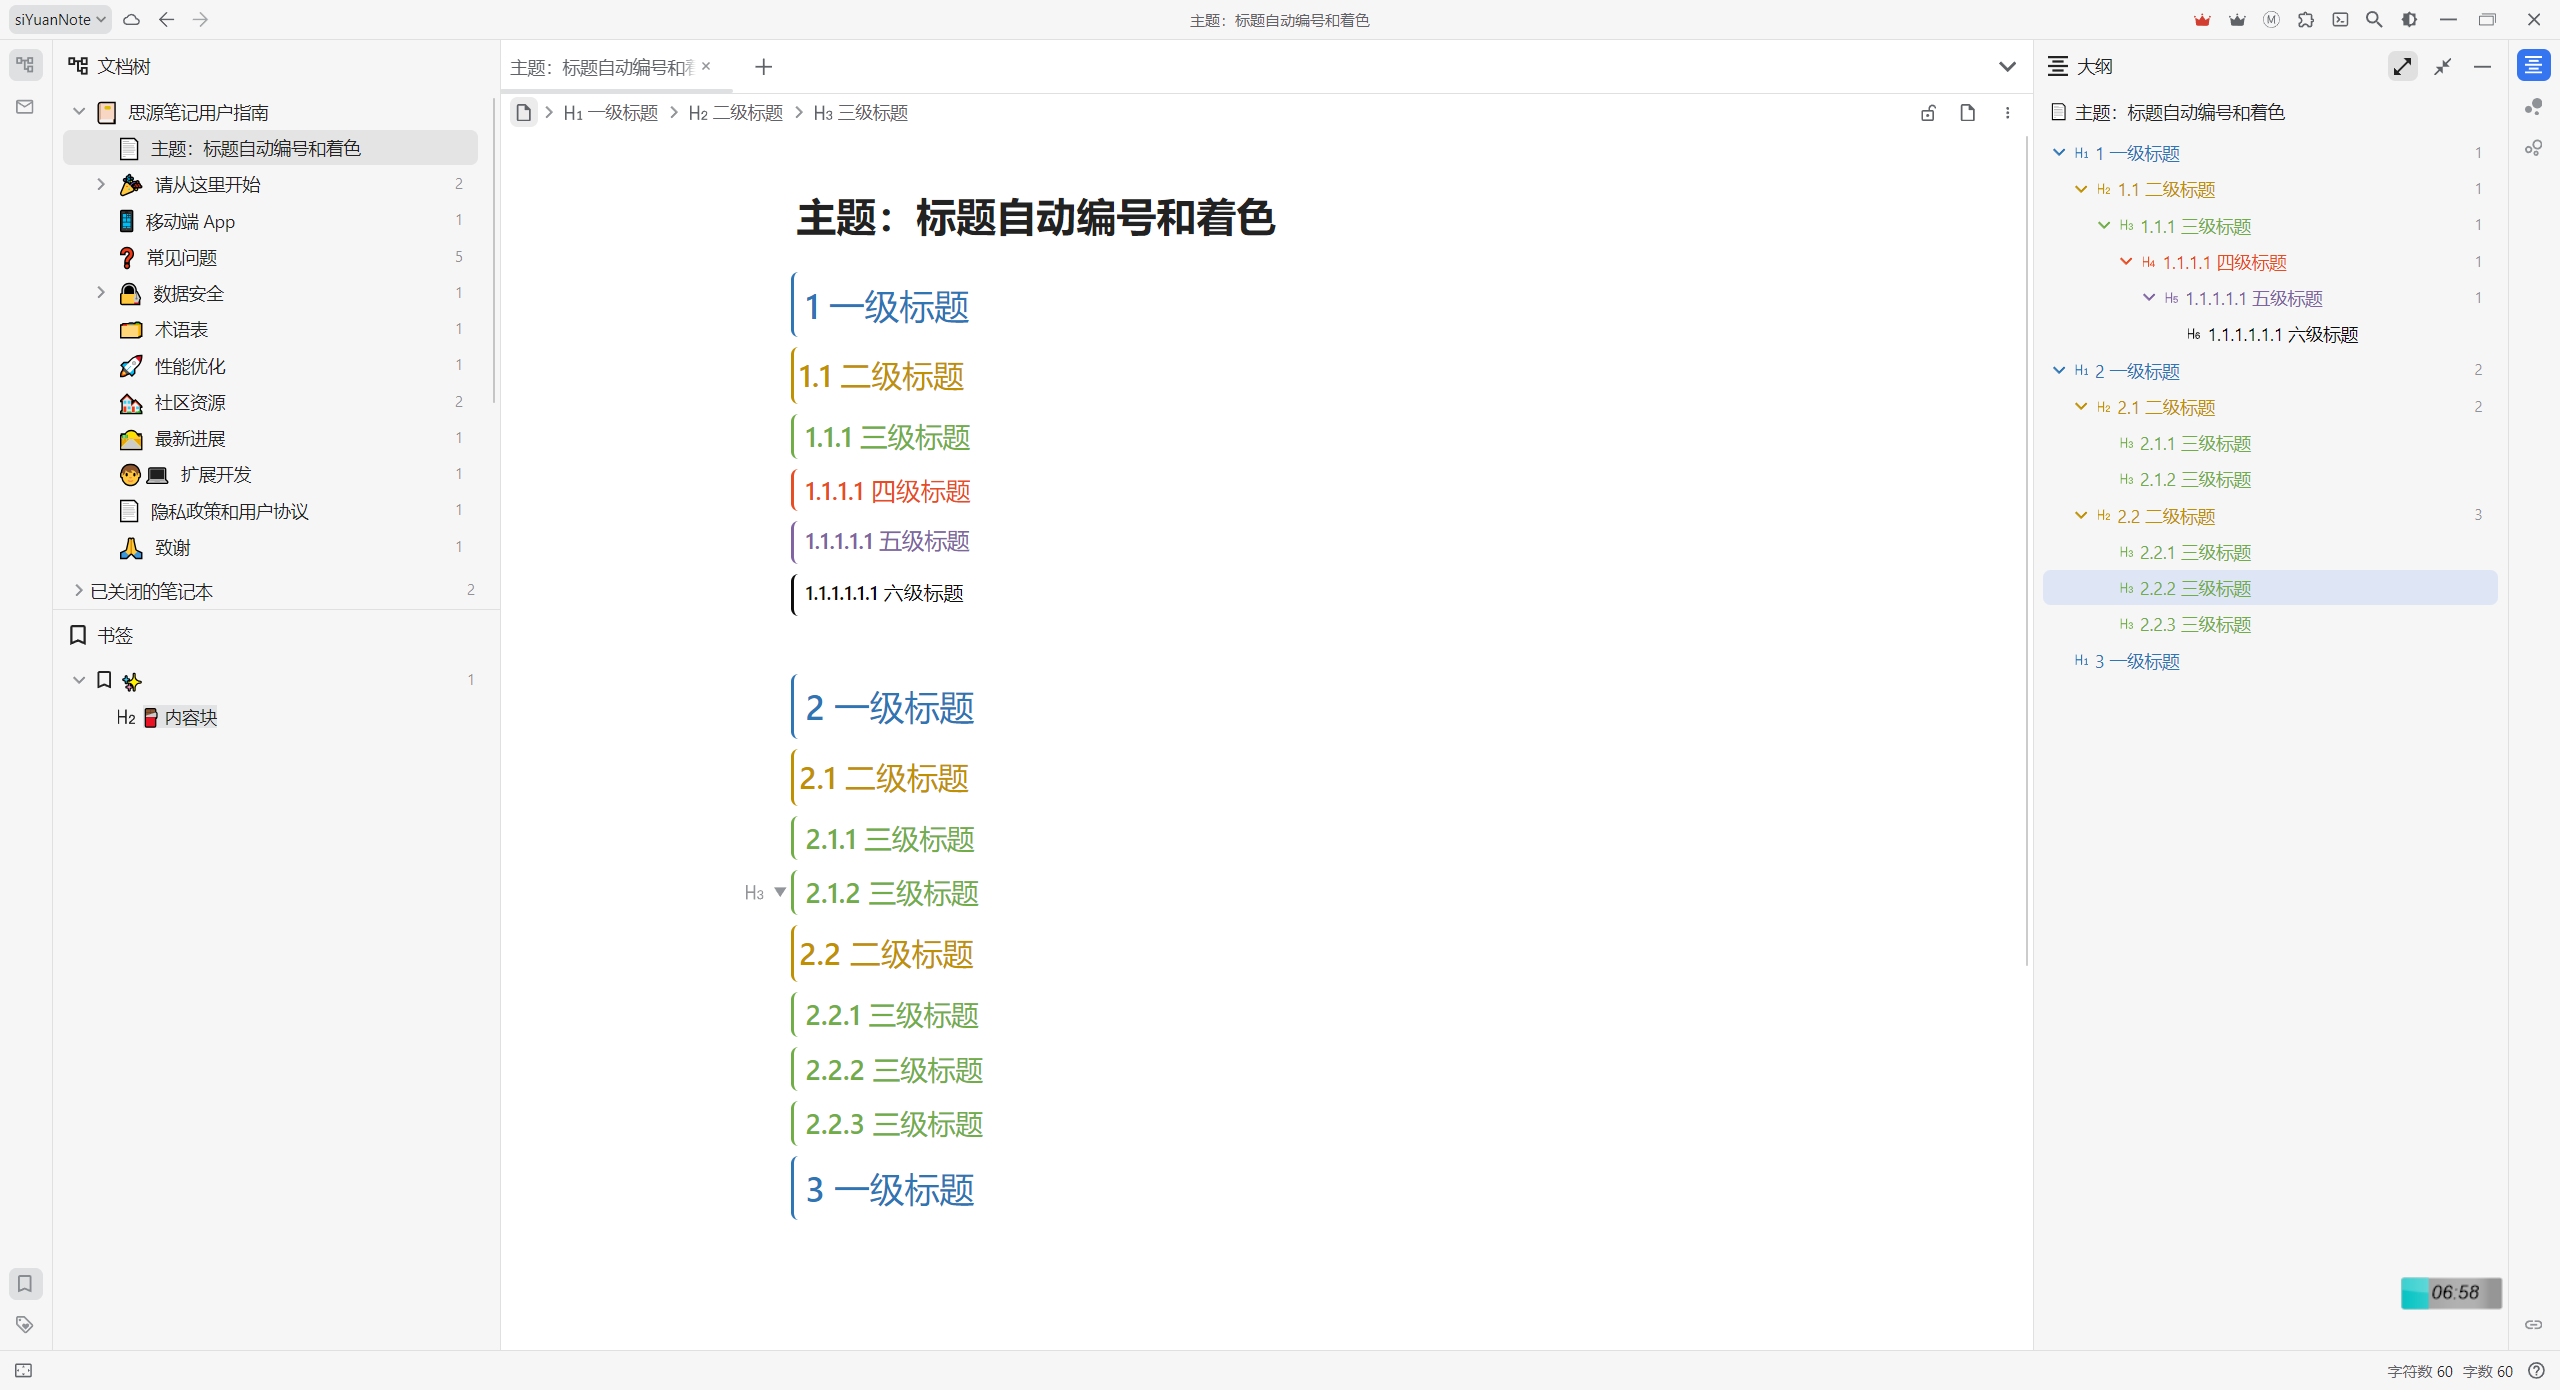 siYuanNote
主题：标题自动编号和着色
文档树
思源笔记用户指南
主题：标题自动编号和着色
请从这里开始 2
移动端 App 1
常见问题 5
数据安全 1
术语表 1
性能优化 1
社区资源 2
最新进展 1
扩展开发 1
隐私政策和用户协议 1
致谢 1
已关闭的笔记本 2
书签
1
H2 内容块
主题：标题自动编号和
H1 一级标题 H2 二级标题 H3 三级标题
主题：标题自动编号和着色
1 一级标题
1.1 二级标题
1.1.1 三级标题
1.1.1.1 四级标题
1.1.1.1.1 五级标题
1.1.1.1.1.1 六级标题
2 一级标题
2.1 二级标题
2.1.1 三级标题
H3 2.1.2 三级标题
2.2 二级标题
2.2.1 三级标题
2.2.2 三级标题
2.2.3 三级标题
3 一级标题
大纲
主题：标题自动编号和着色
H1 1 一级标题 1
H2 1.1 二级标题 1
H3 1.1.1 三级标题 1
H4 1.1.1.1 四级标题 1
H5 1.1.1.1.1 五级标题 1
H6 1.1.1.1.1.1 六级标题
H1 2 一级标题 2
H2 2.1 二级标题 2
H3 2.1.1 三级标题
H3 2.1.2 三级标题
H2 2.2 二级标题 3
H3 2.2.1 三级标题
H3 2.2.2 三级标题
H3 2.2.3 三级标题
H1 3 一级标题
06:58
字符数 60 字数 60